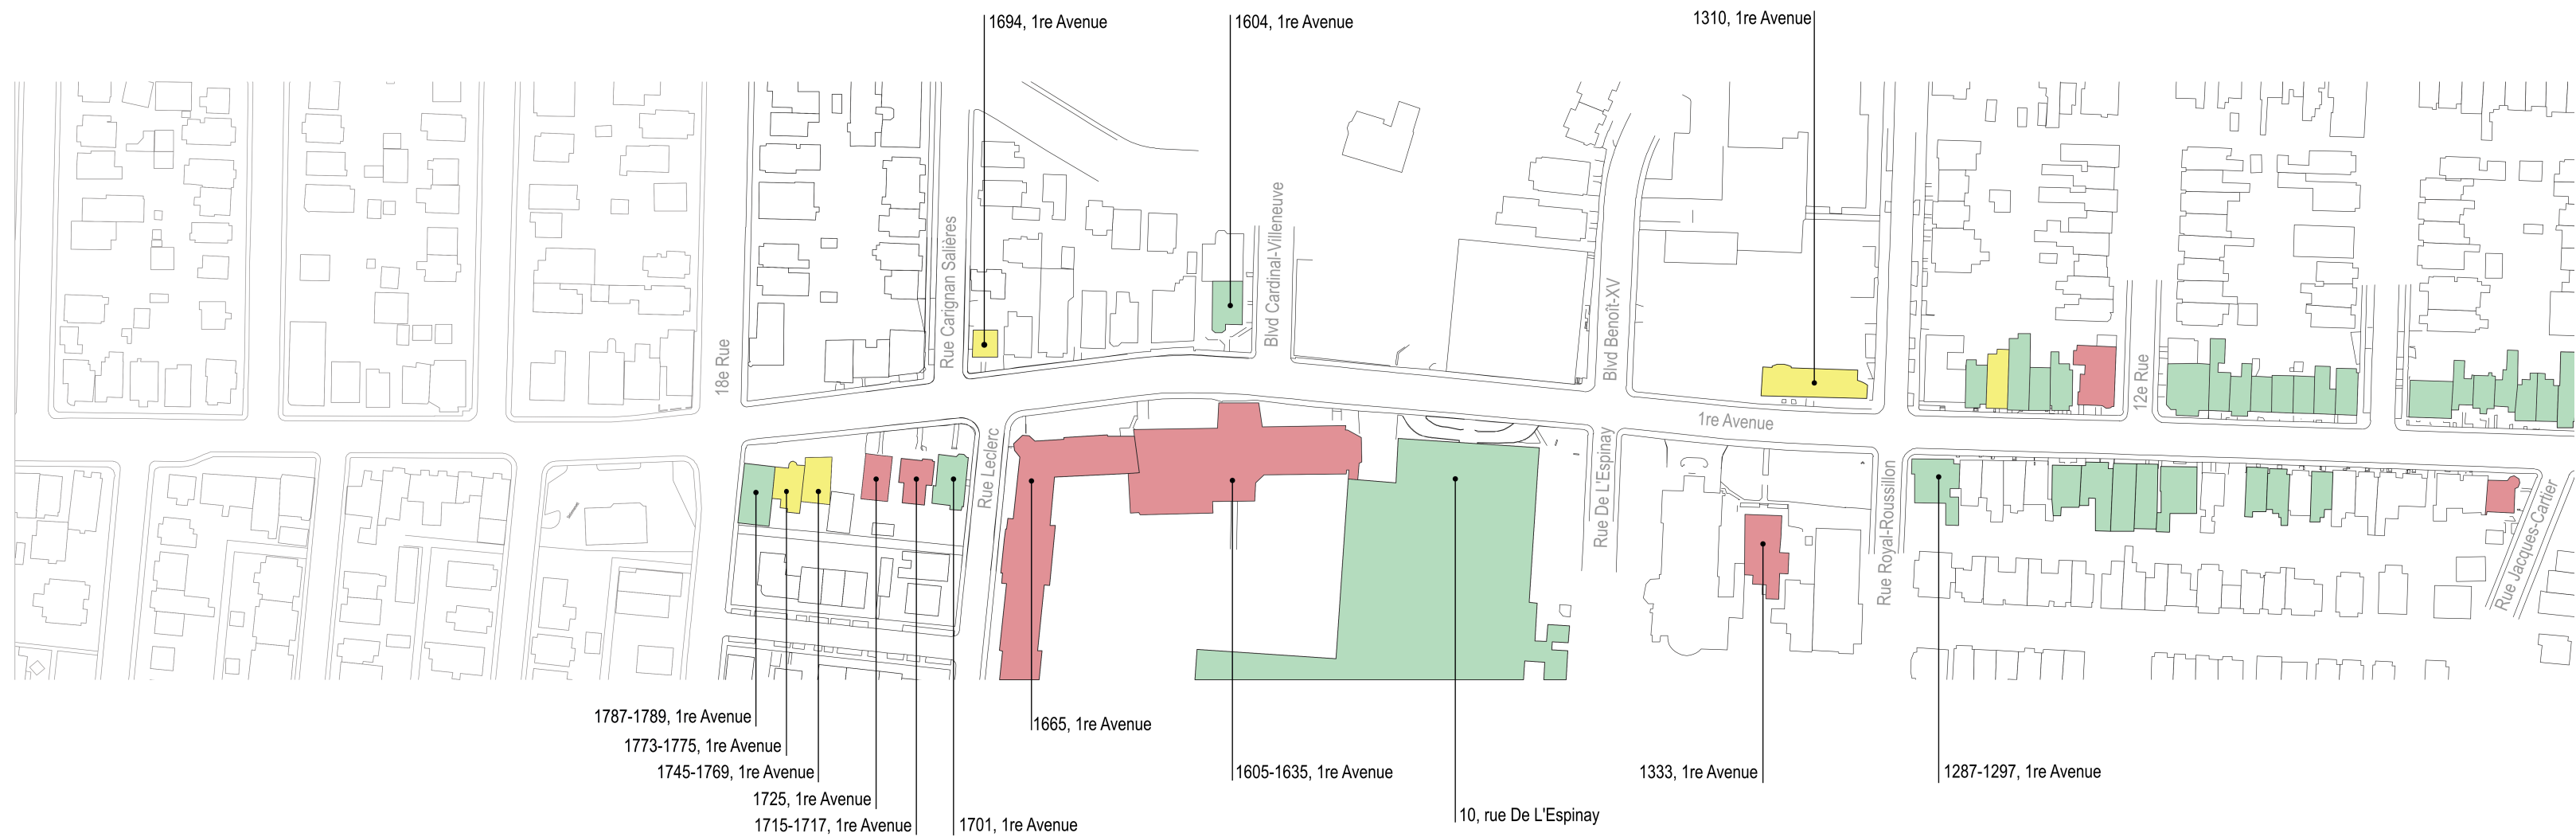 1694, 1re Avenue
1604, 1re Avenue
1310, 1re Avenue
18e Rue
Rue Carignan Salières
Blvd Cardinal-Villeneuve
Blvd Benoît-XV
1re Avenue
12e Rue
Rue Leclerc
Rue De L'Espinay
Rue Royal-Roussillon
Rue Jacques-Cartier
1787-1789, 1re Avenue
1773-1775, 1re Avenue
1745-1769, 1re Avenue
1725, 1re Avenue
1715-1717, 1re Avenue
1701, 1re Avenue
1665, 1re Avenue
1605-1635, 1re Avenue
10, rue De L'Espinay
1333, 1re Avenue
1287-1297, 1re Avenue